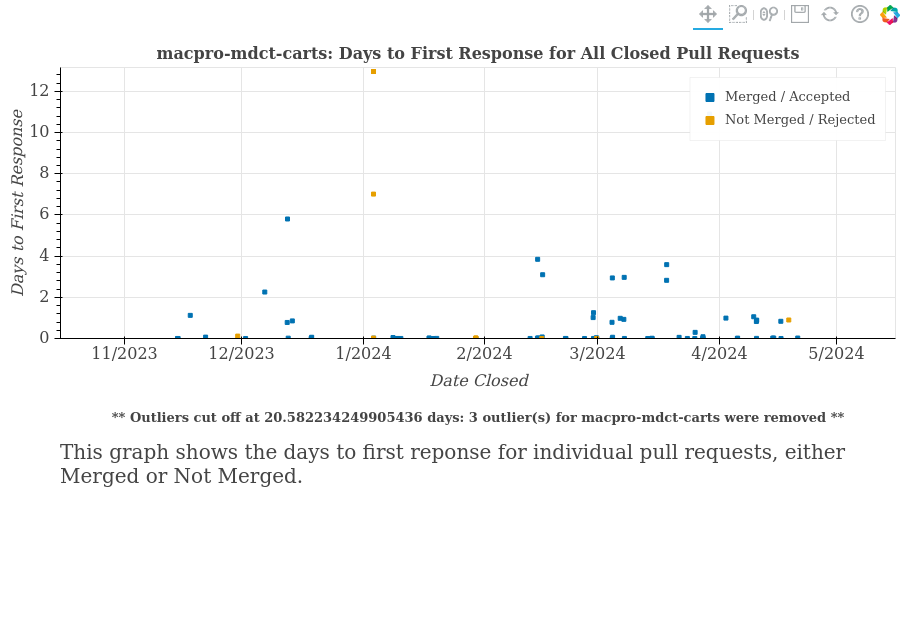 macpro-mdct-carts: Days to First Response for All Closed Pull Requests
Merged / Accepted
Not Merged / Rejected
Days to First Response
12
10
8
6
4
2
0
11/2023 12/2023 1/2024 2/2024 3/2024 4/2024 5/2024
Date Closed
** Outliers cut off at 20.582234249905436 days: 3 outlier(s) for macpro-mdct-carts were removed **
This graph shows the days to first reponse for individual pull requests, either
Merged or Not Merged.